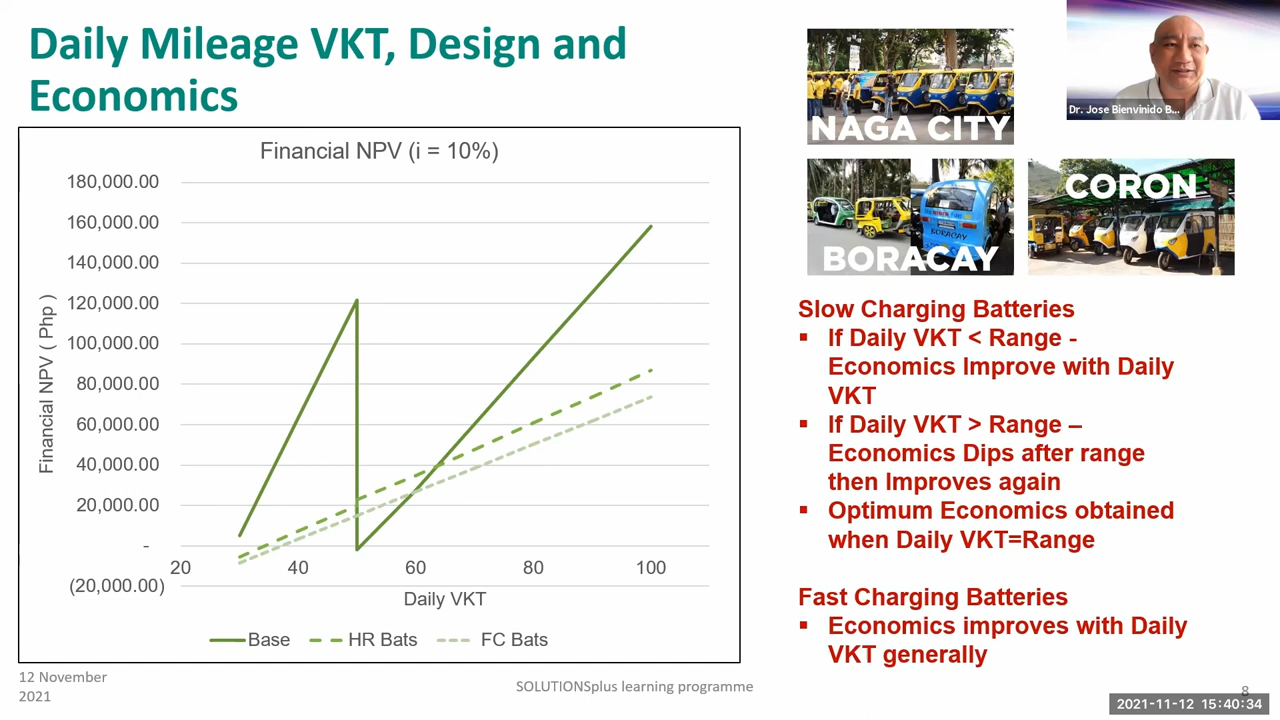 Daily Mileage VKT, Design and
Economics
Financial NPV (i = 10%)
180,000.00
160,000.00
140,000.00
120,000.00
100,000.00
80,000.00
60,000.00
40,000.00
20,000.00
-
(20,000.00)
Financial NPV ( Php )
20 40 60 80 100
Daily VKT
Base HR Bats FC Bats
NAGA CITY
BORACAY
BORACAY
CORON
Dr. Jose Bienvinido B...
Slow Charging Batteries
▪ If Daily VKT < Range -
Economics Improve with Daily
VKT
▪ If Daily VKT > Range –
Economics Dips after range
then Improves again
▪ Optimum Economics obtained
when Daily VKT=Range
Fast Charging Batteries
▪ Economics improves with Daily
VKT generally
12 November
2021
SOLUTIONSplus learning programme
8
2021-11-12 15:40:34